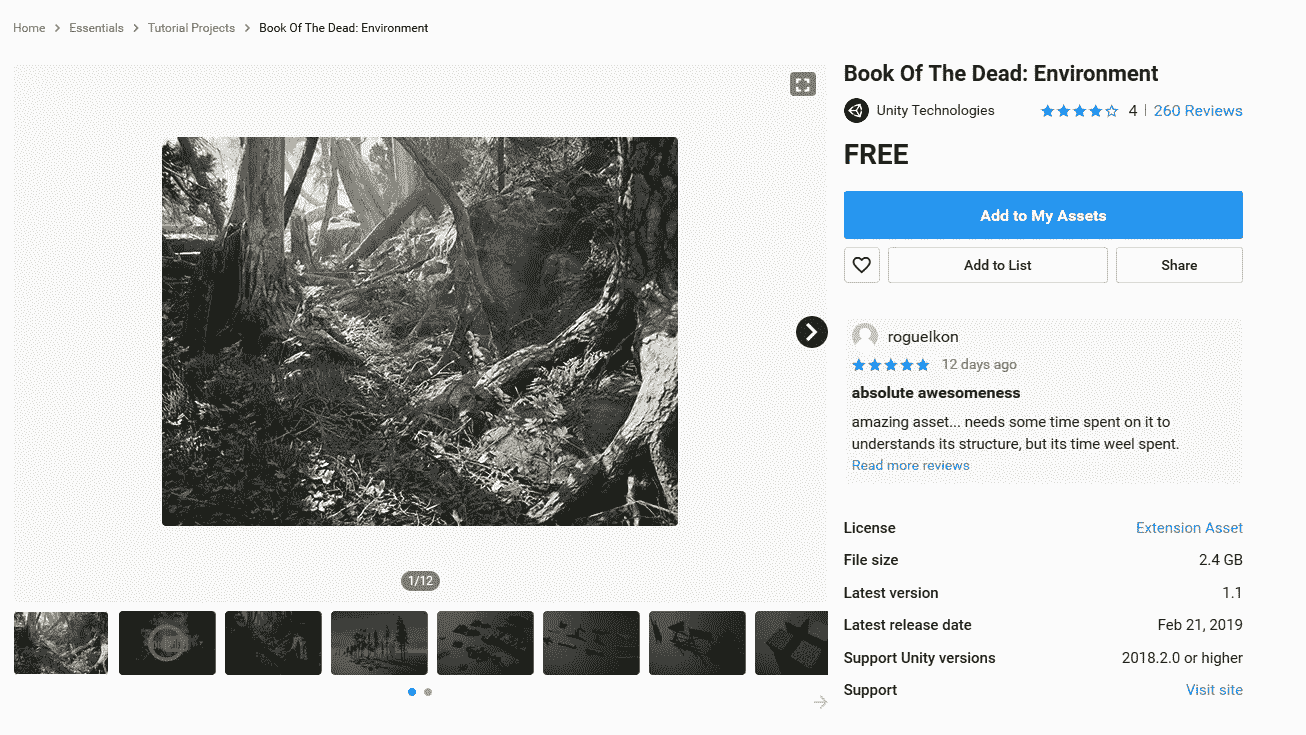 Home > Essentials > Tutorial Projects > Book Of The Dead: Environment
1/12
Book Of The Dead: Environment
Unity Technologies 4 | 260 Reviews
FREE
Add to My Assets
Add to List Share
roguelkon
12 days ago
absolute awesomeness
amazing asset... needs some time spent on it to
understands its structure, but its time weel spent.
Read more reviews
License Extension Asset
File size 2.4 GB
Latest version 1.1
Latest release date Feb 21, 2019
Support Unity versions 2018.2.0 or higher
Support Visit site